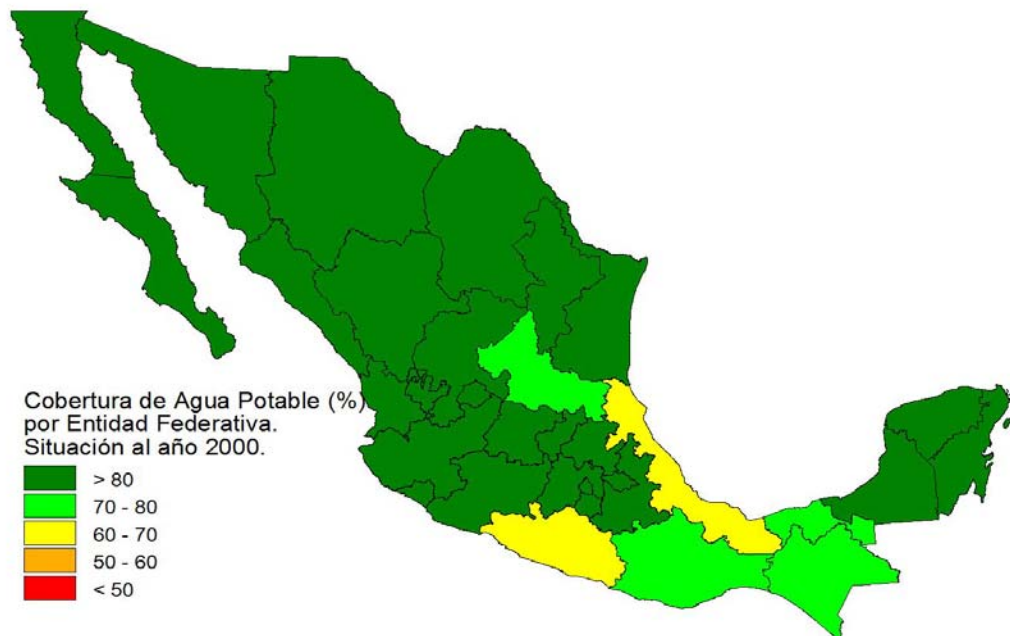 Cobertura de Agua Potable (%)
por Entidad Federativa.
Situación al año 2000.
> 80
70 - 80
60 - 70
50 - 60
< 50